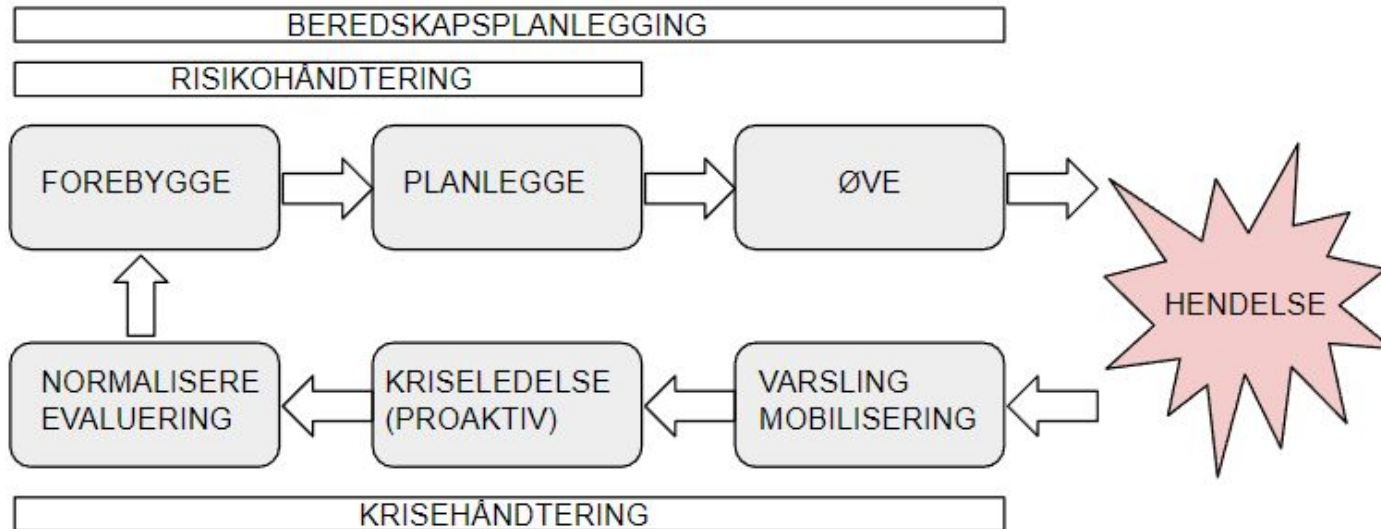 BEREDSKAPSPLANLEGGING
RISIKOHÅNDTERING
FOREBYGGE
PLANLEGGE
ØVE
HENDELSE
VARSLING
MOBILISERING
KRISELEDELSE
(PROAKTIV)
NORMALISERE
EVALUERING
KRISEHÅNDTERING